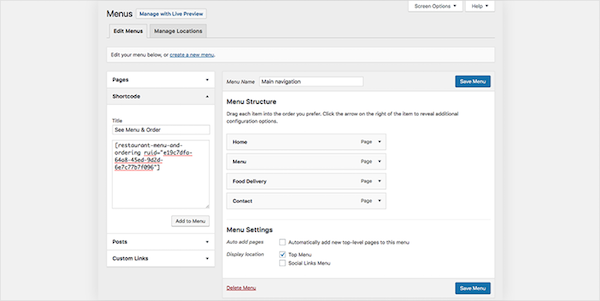 Screen Options
Help
Menus
Manage with Live Preview
Edit Menus
Manage Locations
Edit your menu below, or create a new menu.
Pages
Shortcode
Title
See Menu & Order
[restaurant-menu-and-
ordering ruid="e19c7dfa-
64a8-45ed-9d2d-
6e7c77b7f096"]
Add to Menu
Posts
Custom Links
Menu Name Main navigation
Save Menu
Menu Structure
Drag each item into the order you prefer. Click the arrow on the right of the item to reveal additional
configuration options.
Home Page
Menu Page
Food Delivery Page
Contact Page
Menu Settings
Auto add pages Automatically add new top-level pages to this menu
Display location Top Menu
Social Links Menu
Delete Menu
Save Menu